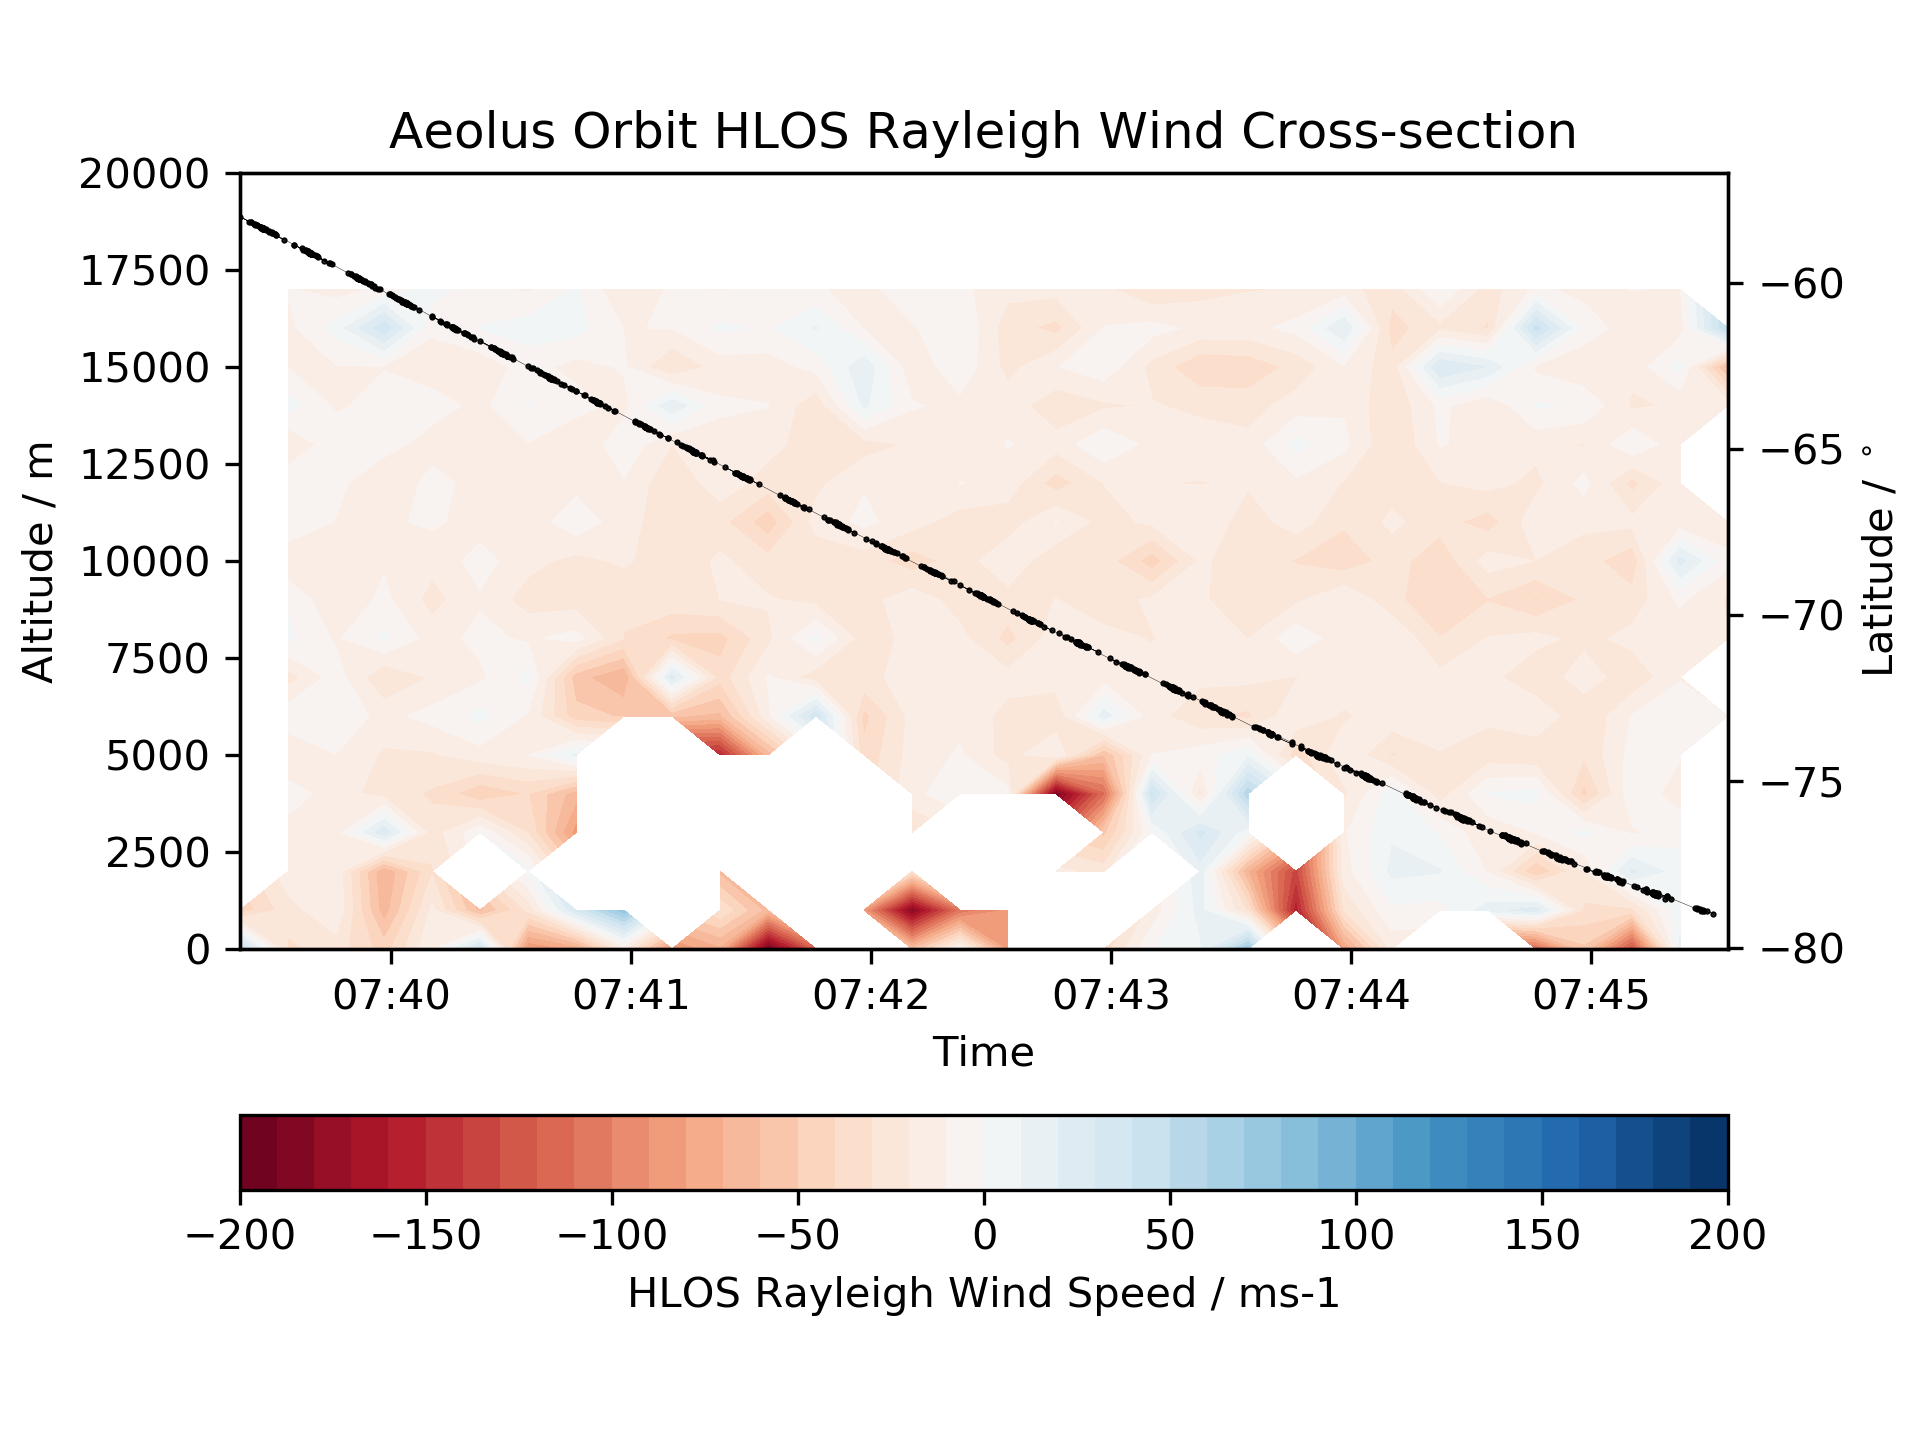 Aeolus Orbit HLOS Rayleigh Wind Cross-section
20000
17500
15000
12500
10000
7500
5000
2500
0
Altitude / m
−60
−65
−70
−75
−80
Latitude / °
07:40 07:41 07:42 07:43 07:44 07:45
Time
−200 −150 −100 −50 0 50 100 150 200
HLOS Rayleigh Wind Speed / ms-1